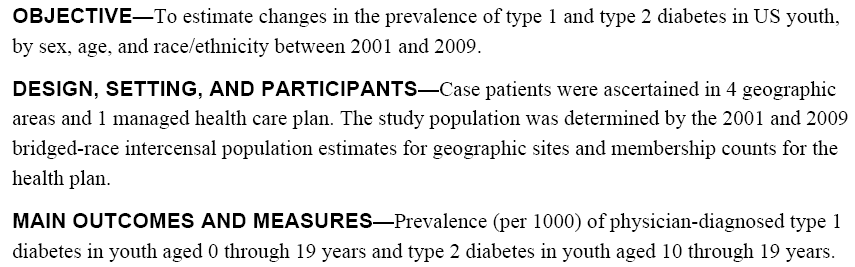 OBJECTIVE—To estimate changes in the prevalence of type 1 and type 2 diabetes in US youth,
by sex, age, and race/ethnicity between 2001 and 2009.
DESIGN, SETTING, AND PARTICIPANTS—Case patients were ascertained in 4 geographic
areas and 1 managed health care plan. The study population was determined by the 2001 and 2009
bridged-race intercensal population estimates for geographic sites and membership counts for the
health plan.
MAIN OUTCOMES AND MEASURES—Prevalence (per 1000) of physician-diagnosed type 1
diabetes in youth aged 0 through 19 years and type 2 diabetes in youth aged 10 through 19 years.